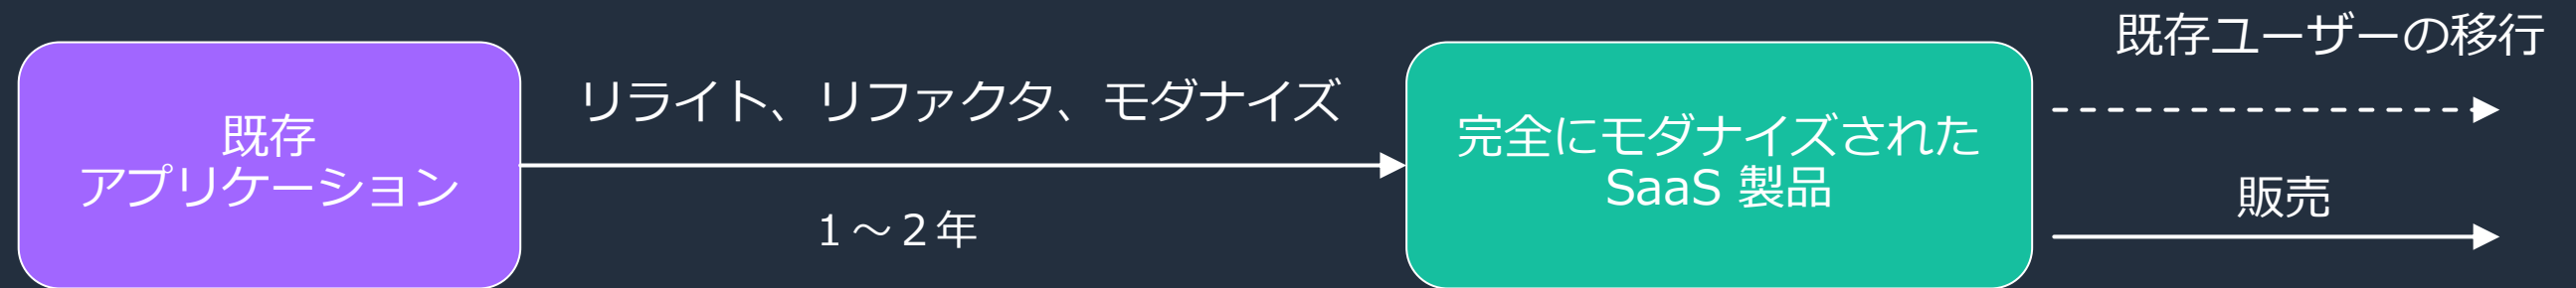 既存
アプリケーション
リライト、リファクタ、モダナイズ
1～2年
完全にモダナイズされた
SaaS 製品
既存ユーザーの移行
販売